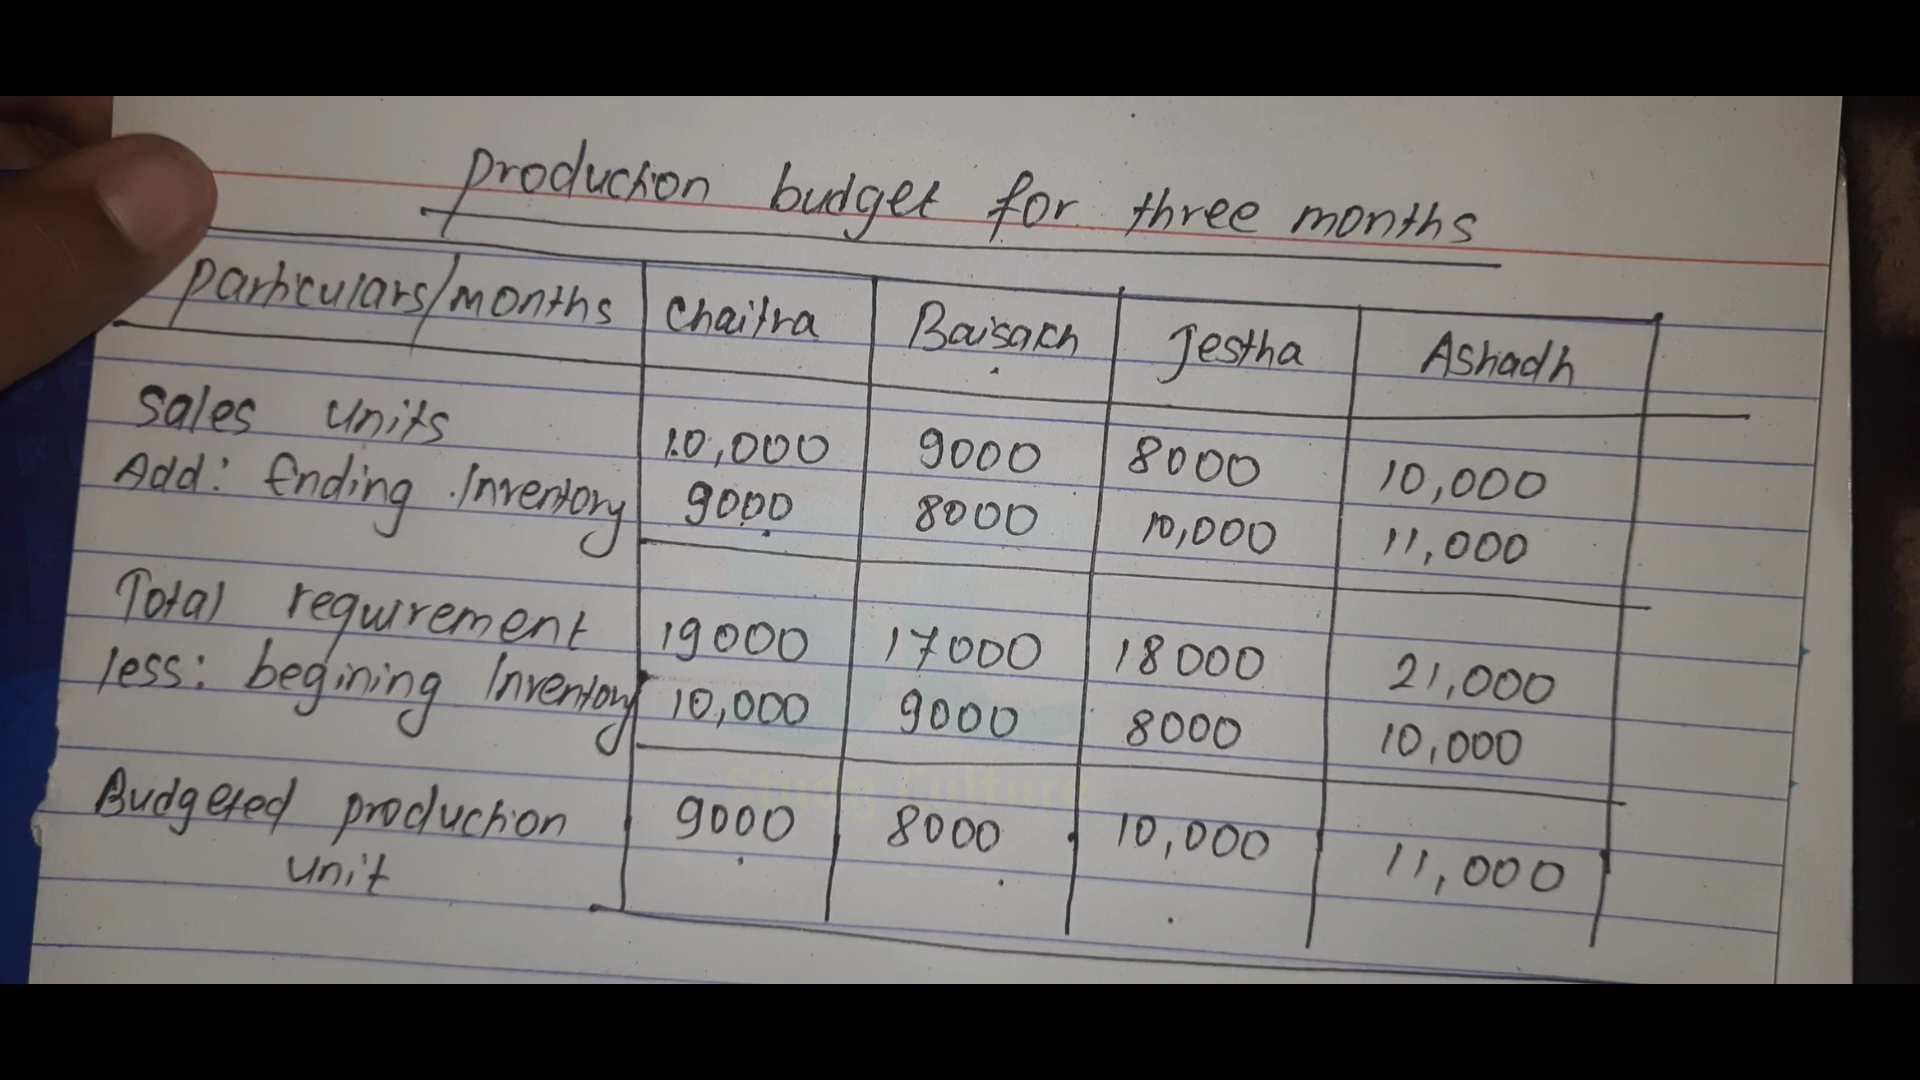 production budget for three months
particulars/months Chaitra Baisakh Jestha Ashadh
Sales units 10,000 9000 8000 10,000
Add: Ending Inventory 9000 8000 10,000 11,000
Total requirement 19000 17000 18000 21,000
less: begining Inventory 10,000 9000 8000 10,000
Study Culture
Budgeted production 9000 8000 10,000 11,000
unit